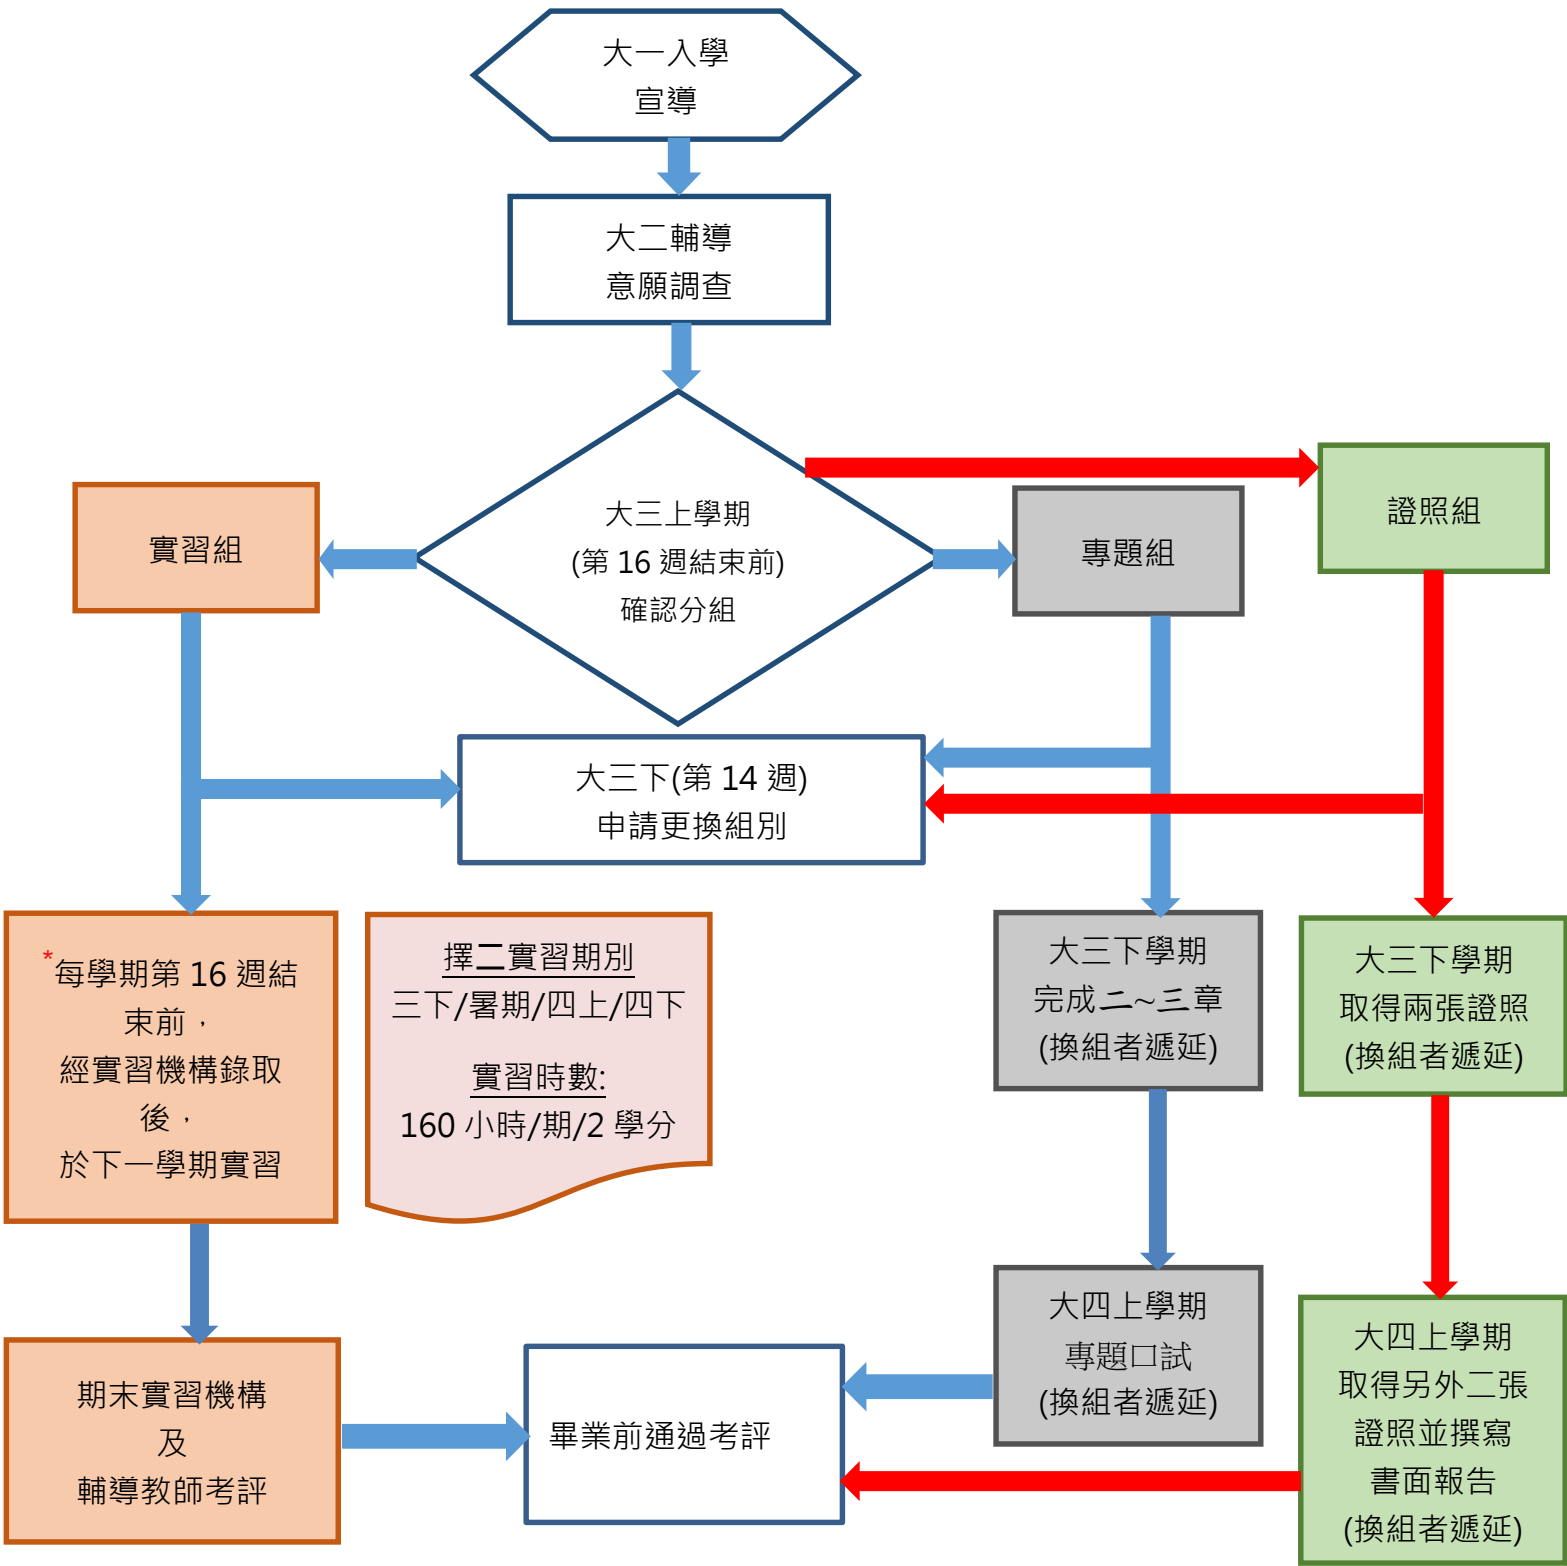 大一入學
宣導
大二輔導
意願調查
大三上學期
(第 16 週結束前)
確認分組
實習組
專題組
證照組
大三下(第 14 週)
申請更換組別
*每學期第 16 週結
束前，
經實習機構錄取
後，
於下一學期實習
擇二實習期別
三下/暑期/四上/四下
實習時數:
160 小時/期/2 學分
大三下學期
完成二~三章
(換組者遞延)
大三下學期
取得兩張證照
(換組者遞延)
期末實習機構
及
輔導教師考評
畢業前通過考評
大四上學期
專題口試
(換組者遞延)
大四上學期
取得另外二張
證照並撰寫
書面報告
(換組者遞延)